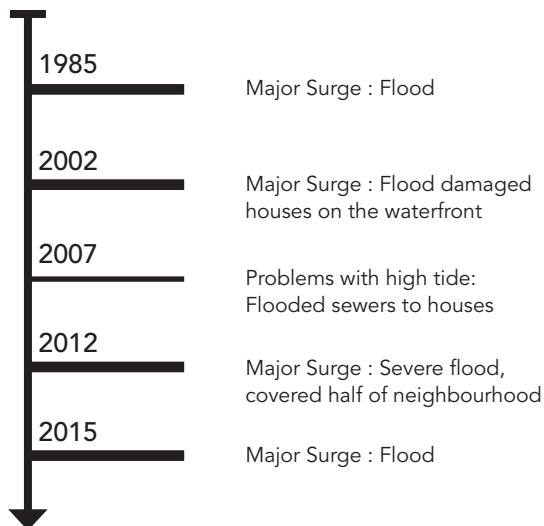 1985
Major Surge : Flood
2002
Major Surge : Flood damaged
houses on the waterfront
2007
Problems with high tide:
Flooded sewers to houses
2012
Major Surge : Severe flood,
covered half of neighbourhood
2015
Major Surge : Flood